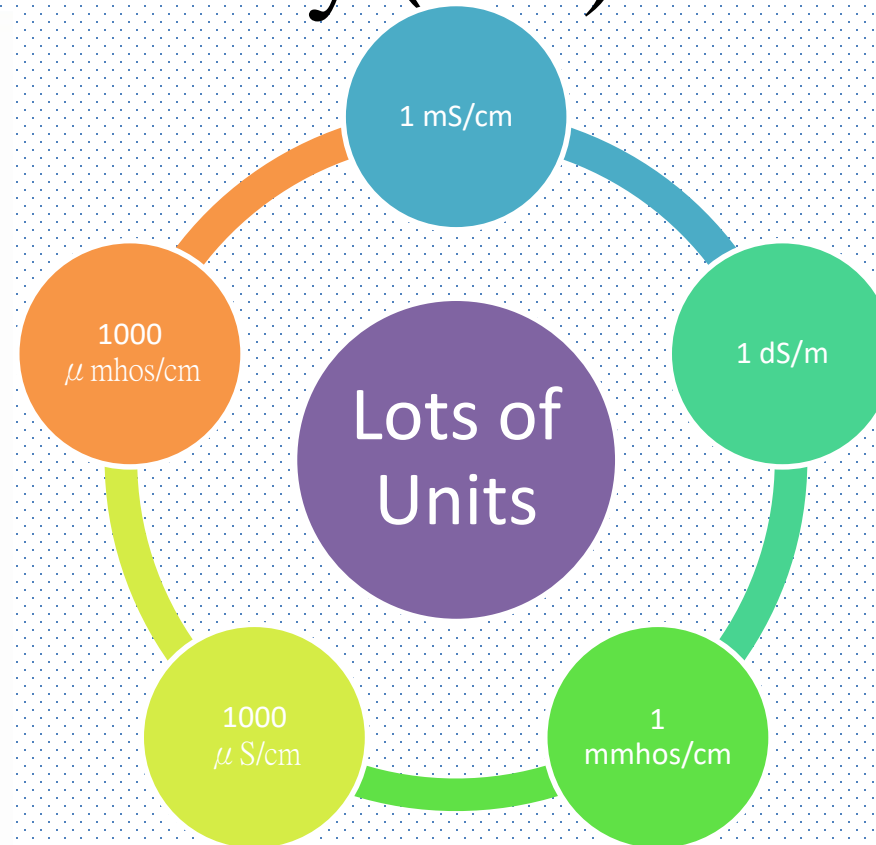 1 mS/cm
1 dS/m
1
mmhos/cm
1000
μ S/cm
1000
μ mhos/cm
Lots of
Units